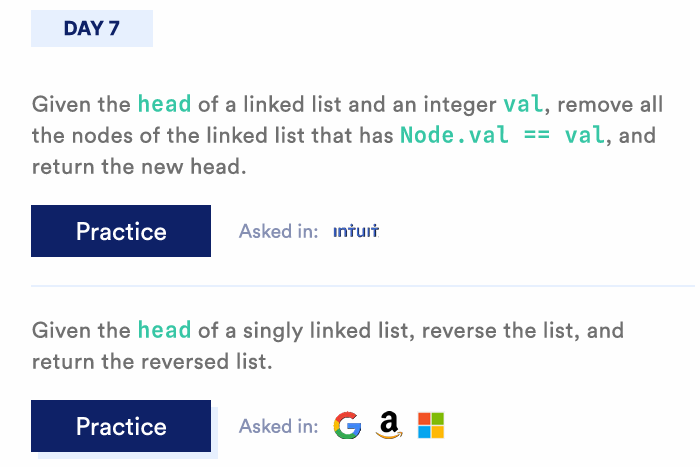 DAY 7
Given the head of a linked list and an integer val, remove all
the nodes of the linked list that has Node.val == val, and
return the new head.
Practice Asked in: intuit
Given the head of a singly linked list, reverse the list, and
return the reversed list.
Practice Asked in: G a